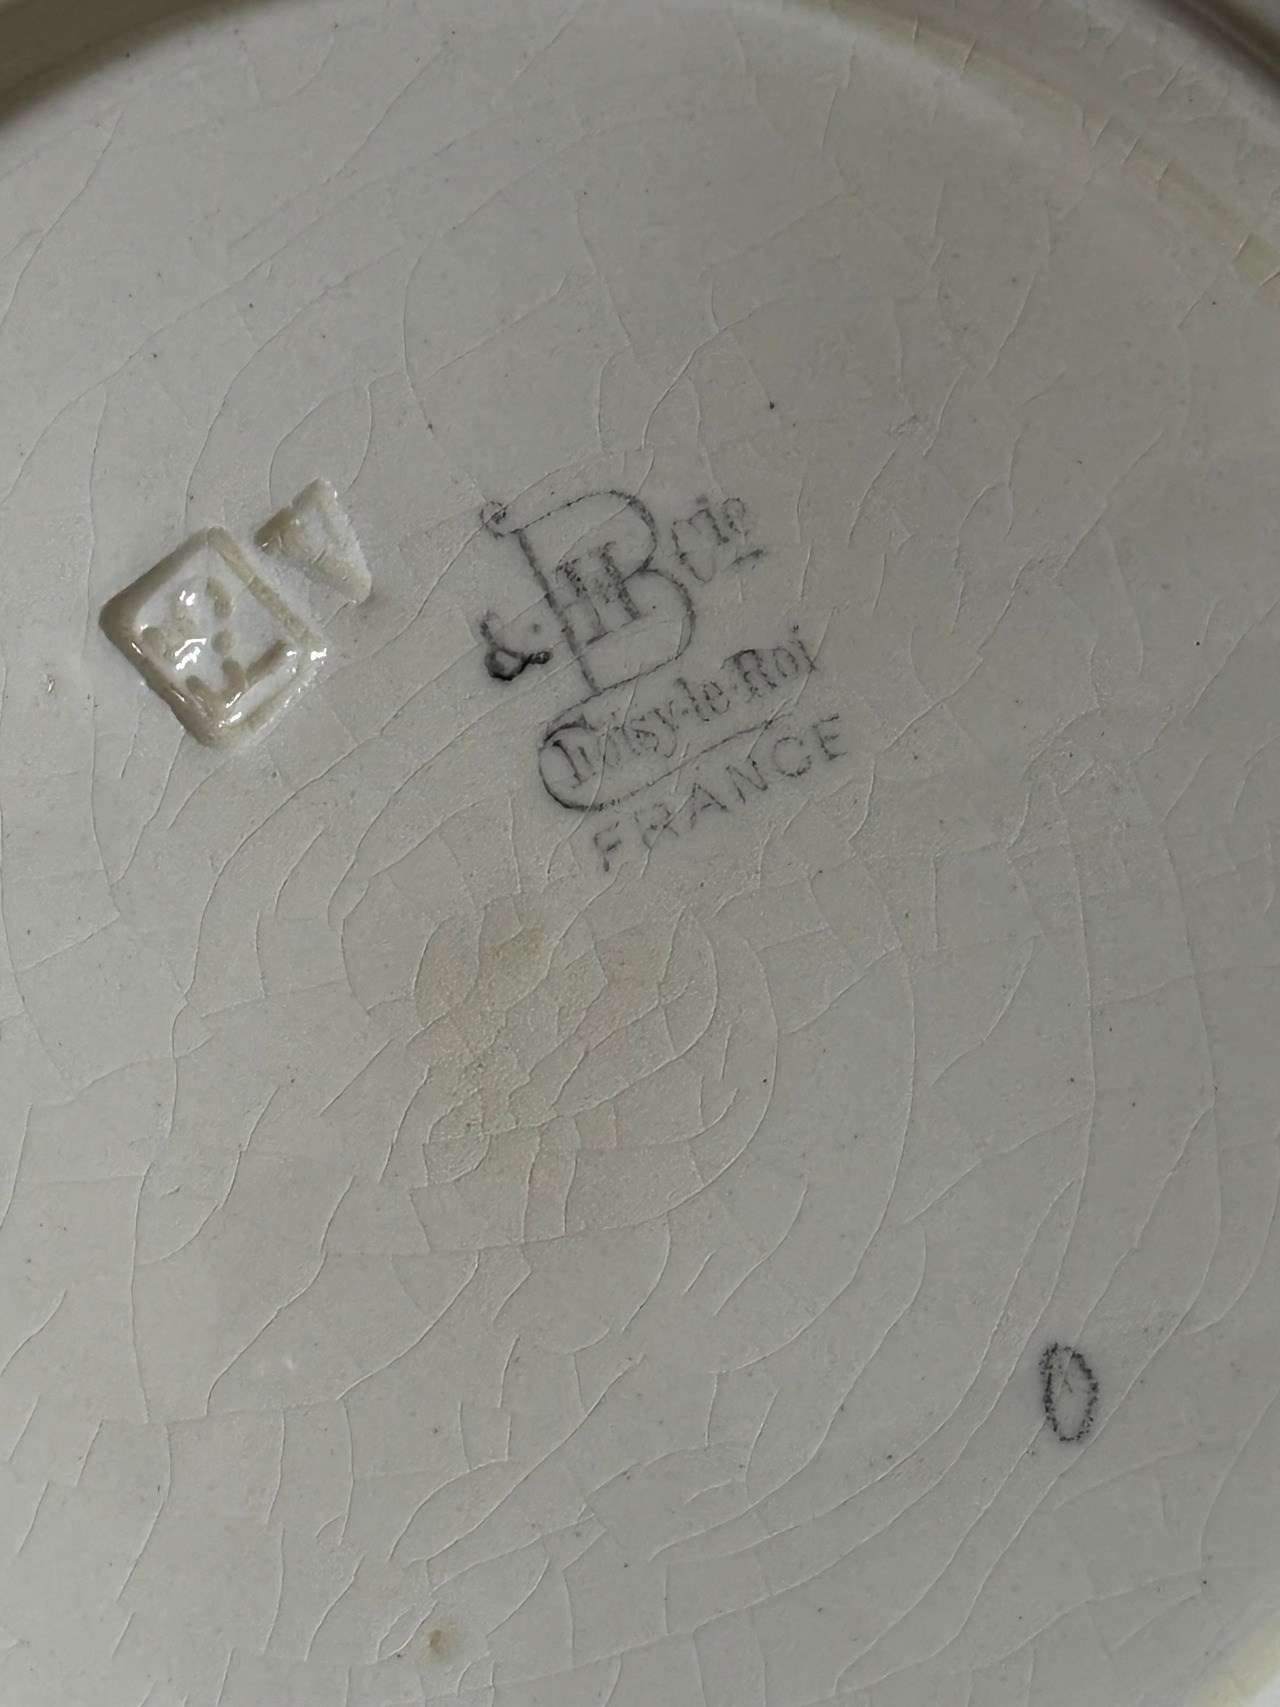 HB & Cie
Choisy-le-Roi
FRANCE
O